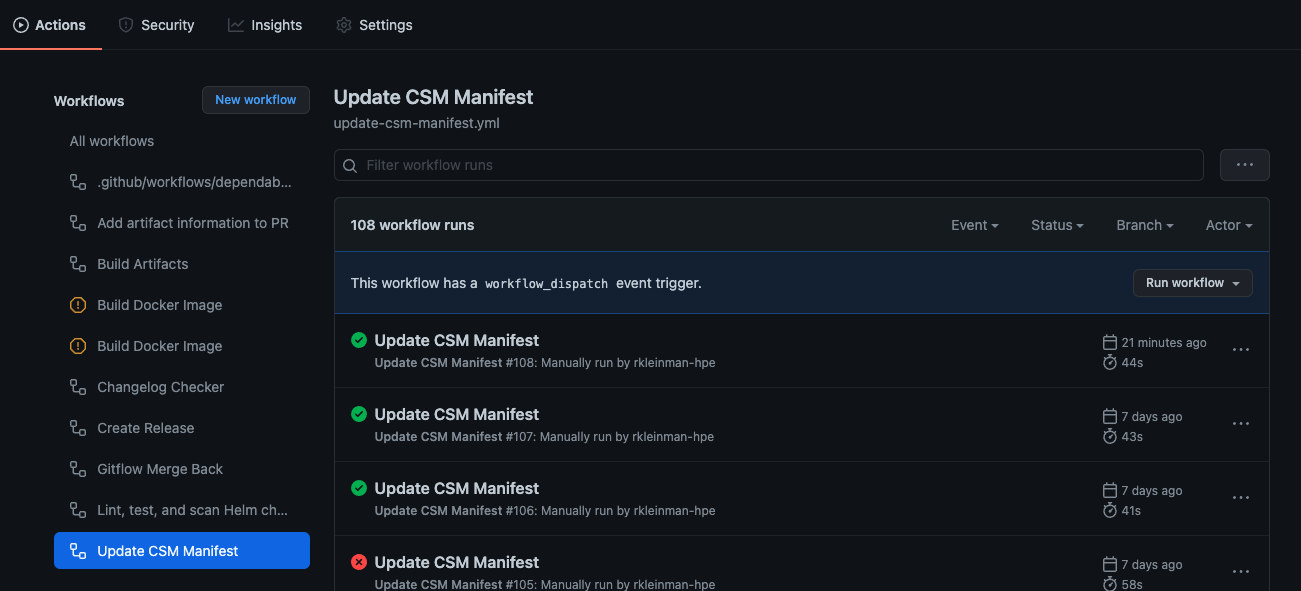 Actions Security Insights Settings
Workflows
New workflow
All workflows
.github/workflows/dependab...
Add artifact information to PR
Build Artifacts
Build Docker Image
Build Docker Image
Changelog Checker
Create Release
Gitflow Merge Back
Lint, test, and scan Helm ch...
Update CSM Manifest
Update CSM Manifest
update-csm-manifest.yml
Filter workflow runs
...
108 workflow runs
Event Status Branch Actor
This workflow has a workflow_dispatch event trigger.
Run workflow
Update CSM Manifest
Update CSM Manifest #108: Manually run by rkleinman-hpe
21 minutes ago
44s
...
Update CSM Manifest
Update CSM Manifest #107: Manually run by rkleinman-hpe
7 days ago
43s
...
Update CSM Manifest
Update CSM Manifest #106: Manually run by rkleinman-hpe
7 days ago
41s
...
Update CSM Manifest
Update CSM Manifest #105: Manually run by rkleinman-hpe
7 days ago
58s
...